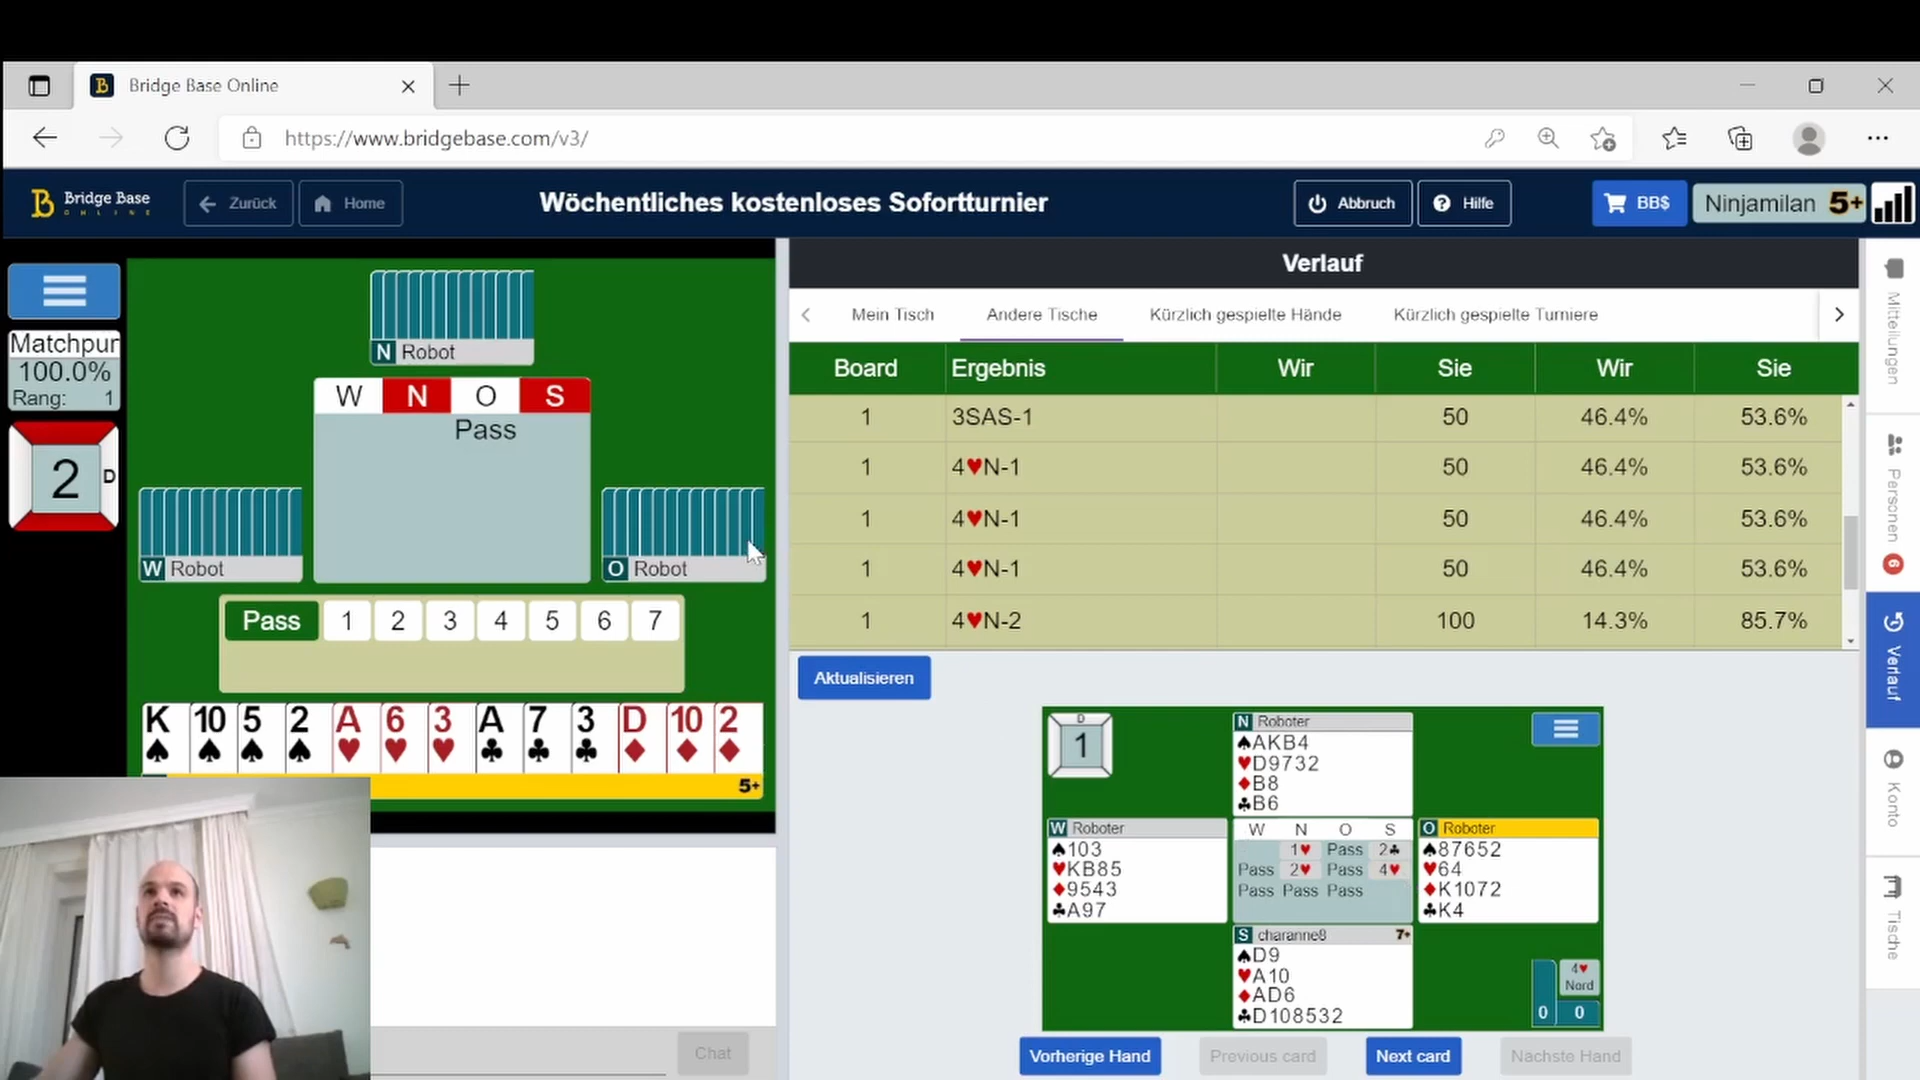 Bridge Base Online
https://www.bridgebase.com/v3/
Bridge Base
ONLINE
Zurück
Home
Wöchentliches kostenloses Sofortturnier
Abbruch
Hilfe
BB$
Ninjamilan 5+
Matchpur
100.0%
Rang: 1
2 D
N Robot
W N O S
Pass
W Robot
O Robot
Pass 1 2 3 4 5 6 7
K♠ 10♠ 5♠ 2♠ A♥ 6♥ 3♥ A♣ 7♣ 3♣ D♦ 10♦ 2♦
5+
Chat
Verlauf
Mein Tisch Andere Tische Kürzlich gespielte Hände Kürzlich gespielte Turniere
Board Ergebnis Wir Sie Wir Sie
1 3SAS-1 50 46.4% 53.6%
1 4♥N-1 50 46.4% 53.6%
1 4♥N-1 50 46.4% 53.6%
1 4♥N-1 50 46.4% 53.6%
1 4♥N-2 100 14.3% 85.7%
Aktualisieren
D
1
N Roboter
♠AKB4
♥D9732
♦B8
♣B6
W Roboter
♠103
♥KB85
♦9543
♣A97
W N O S
1♥ Pass 2♣
Pass 2♥ Pass 4♥
Pass Pass Pass
O Roboter
♠87652
♥64
♦K1072
♣K4
S charanne8 7+
♠D9
♥A10
♦AD6
♣D108532
4♥
Nord
0 0
Vorherige Hand Previous card Next card Nächste Hand
Mitteilungen
Personen
6
Verlauf
Konto
Tische